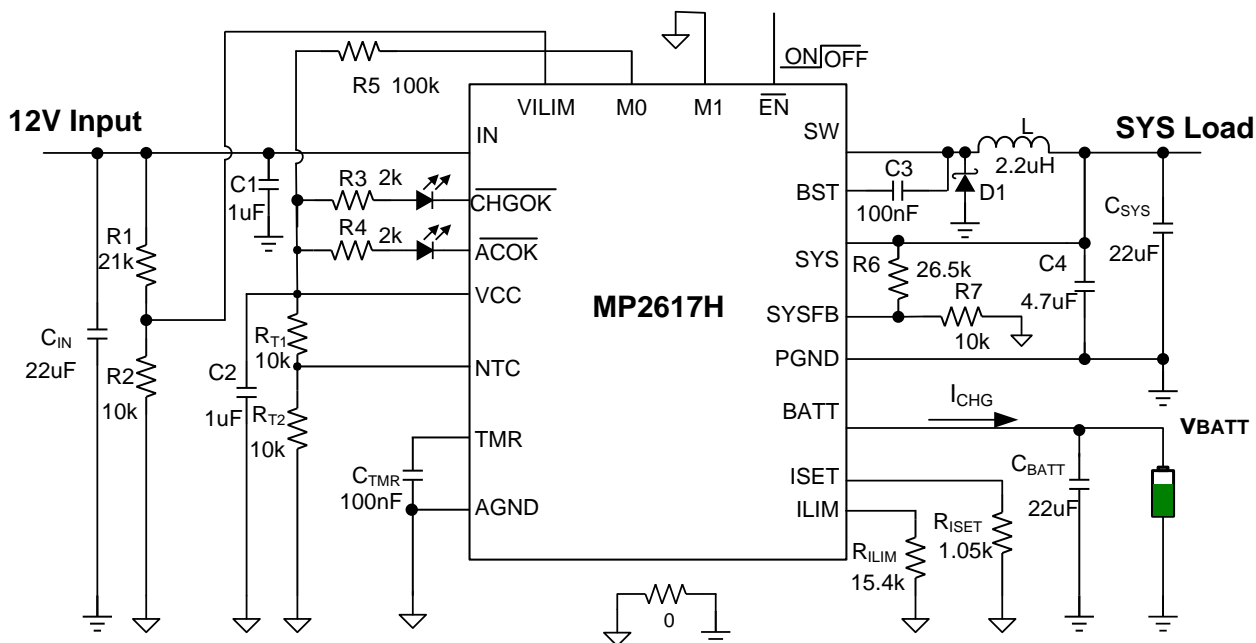 ON OFF
R5 100k
VILIM M0 M1 EN
12V Input
SYS Load
IN
SW
L
2.2uH
C1
1uF
R3 2k
CHGOK
BST
C3
100nF
D1
R4 2k
ACOK
CSYS
22uF
R1
21k
SYS
R6
26.5k
C4
4.7uF
VCC
MP2617H
SYSFB
R7
10k
CIN
22uF
RT1
10k
R2
10k
C2
1uF
NTC
PGND
RT2
10k
BATT
ICHG
VBATT
TMR
CTMR
100nF
CBATT
22uF
ISET
AGND
ILIM
RISET
1.05k
RILIM
15.4k
0